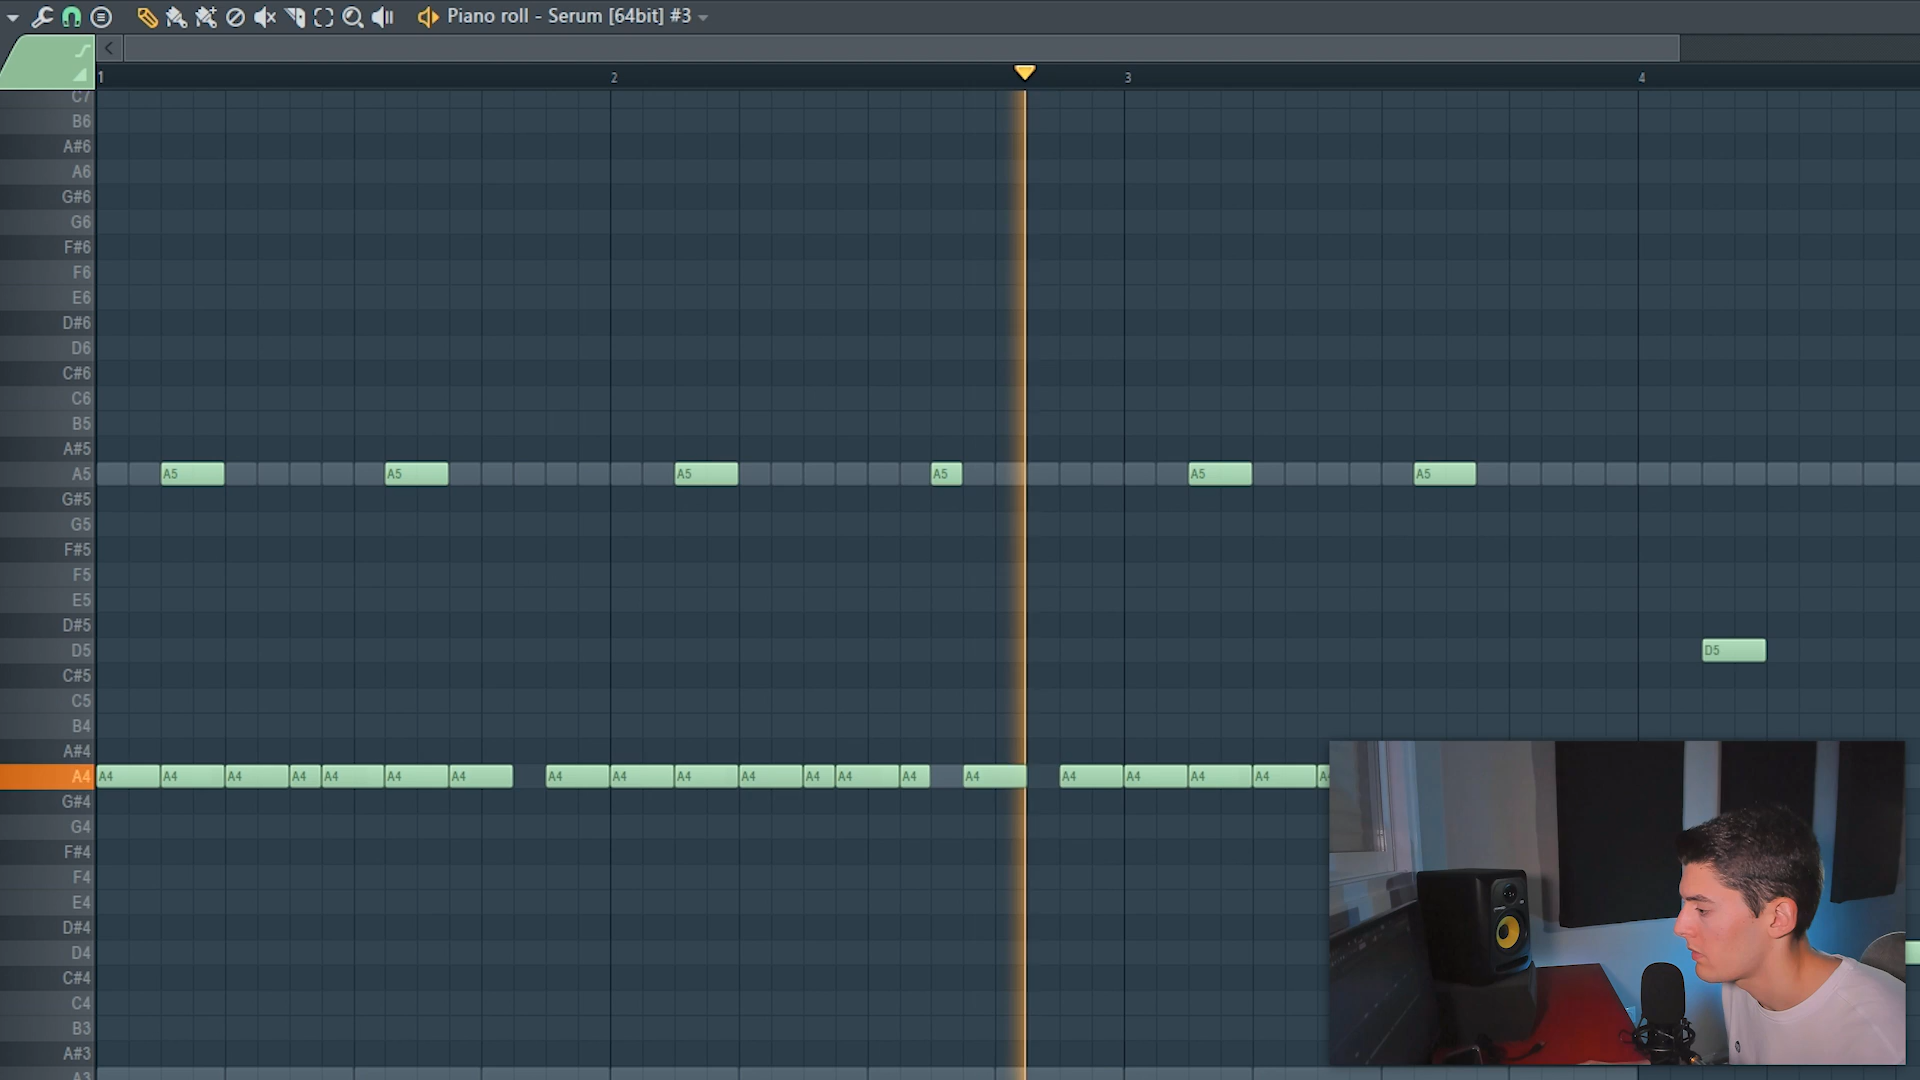 Piano roll - Serum [64bit] #3
1 2 3 4
C7
B6
A#6
A6
G#6
G6
F#6
F6
E6
D#6
D6
C#6
C6
B5
A#5
A5 A5 A5 A5 A5 A5 A5
G#5
G5
F#5
F5
E5
D#5
D5 D5
C#5
C5
B4
A#4
A4 A4 A4 A4 A4 A4 A4 A4 A4 A4 A4 A4 A4 A4 A4 A4 A4 A4 A4 A4 A4
G#4
G4
F#4
F4
E4
D#4
D4
C#4
C4
B3
A#3
A3